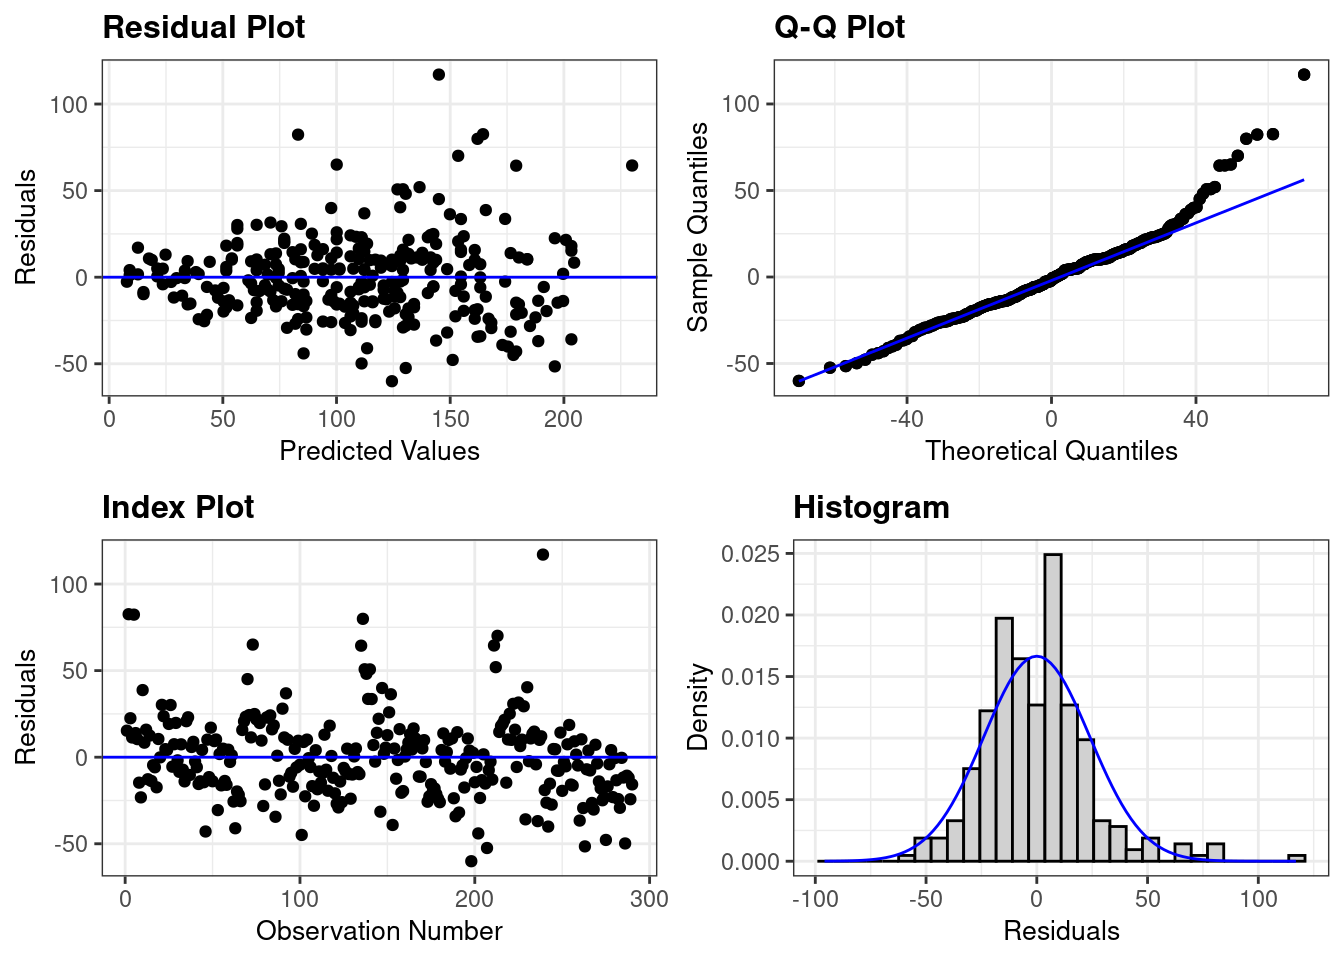 Residual Plot
100
50
0
-50
Residuals
0 50 100 150 200
Predicted Values
Q-Q Plot
100
50
0
-50
Sample Quantiles
-40 0 40
Theoretical Quantiles
Index Plot
100
50
0
-50
Residuals
0 100 200 300
Observation Number
Histogram
0.025
0.020
0.015
0.010
0.005
0.000
Density
-100 -50 0 50 100
Residuals